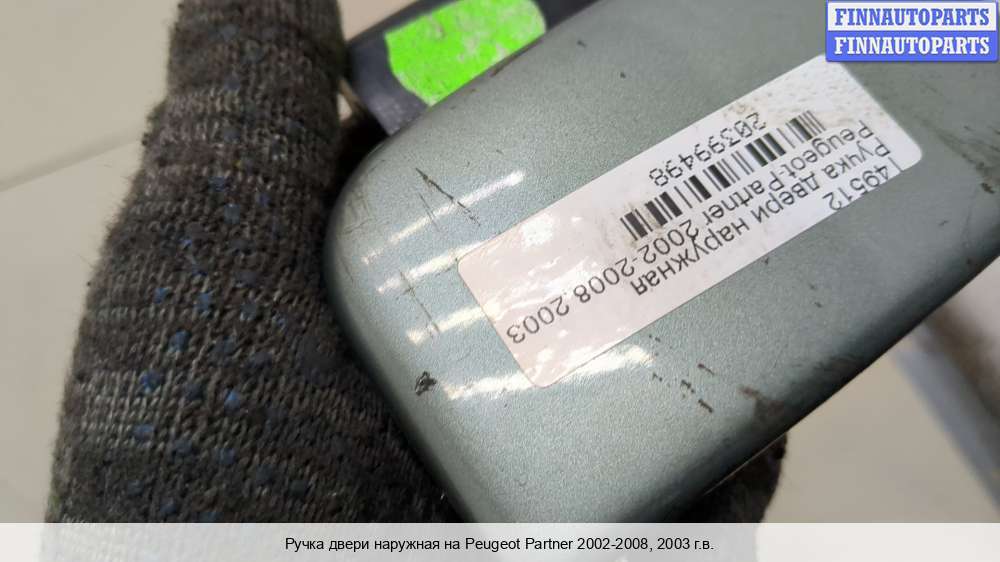 FINNAUTOPARTS
FINNAUTOPARTS
149512
Ручка двери наружная
Peugeot-Partner 2002-2008.2003
20399498
Ручка двери наружная на Peugeot Partner 2002-2008, 2003 г.в.